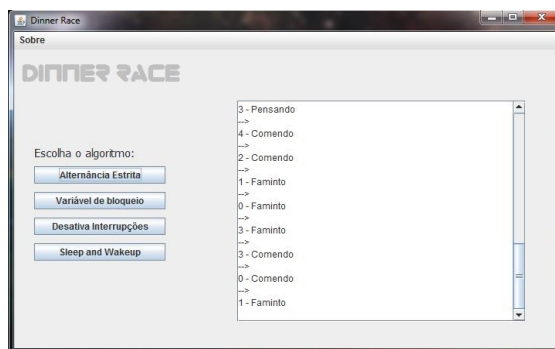 Dinner Race
Sobre
DINNER RACE
Escolha o algoritmo:
Alternância Estrita
Variável de bloqueio
Desativa Interrupções
Sleep and Wakeup
3 - Pensando
-->
4 - Comendo
-->
2 - Comendo
-->
1 - Faminto
-->
0 - Faminto
-->
3 - Faminto
-->
3 - Comendo
-->
0 - Comendo
-->
1 - Faminto